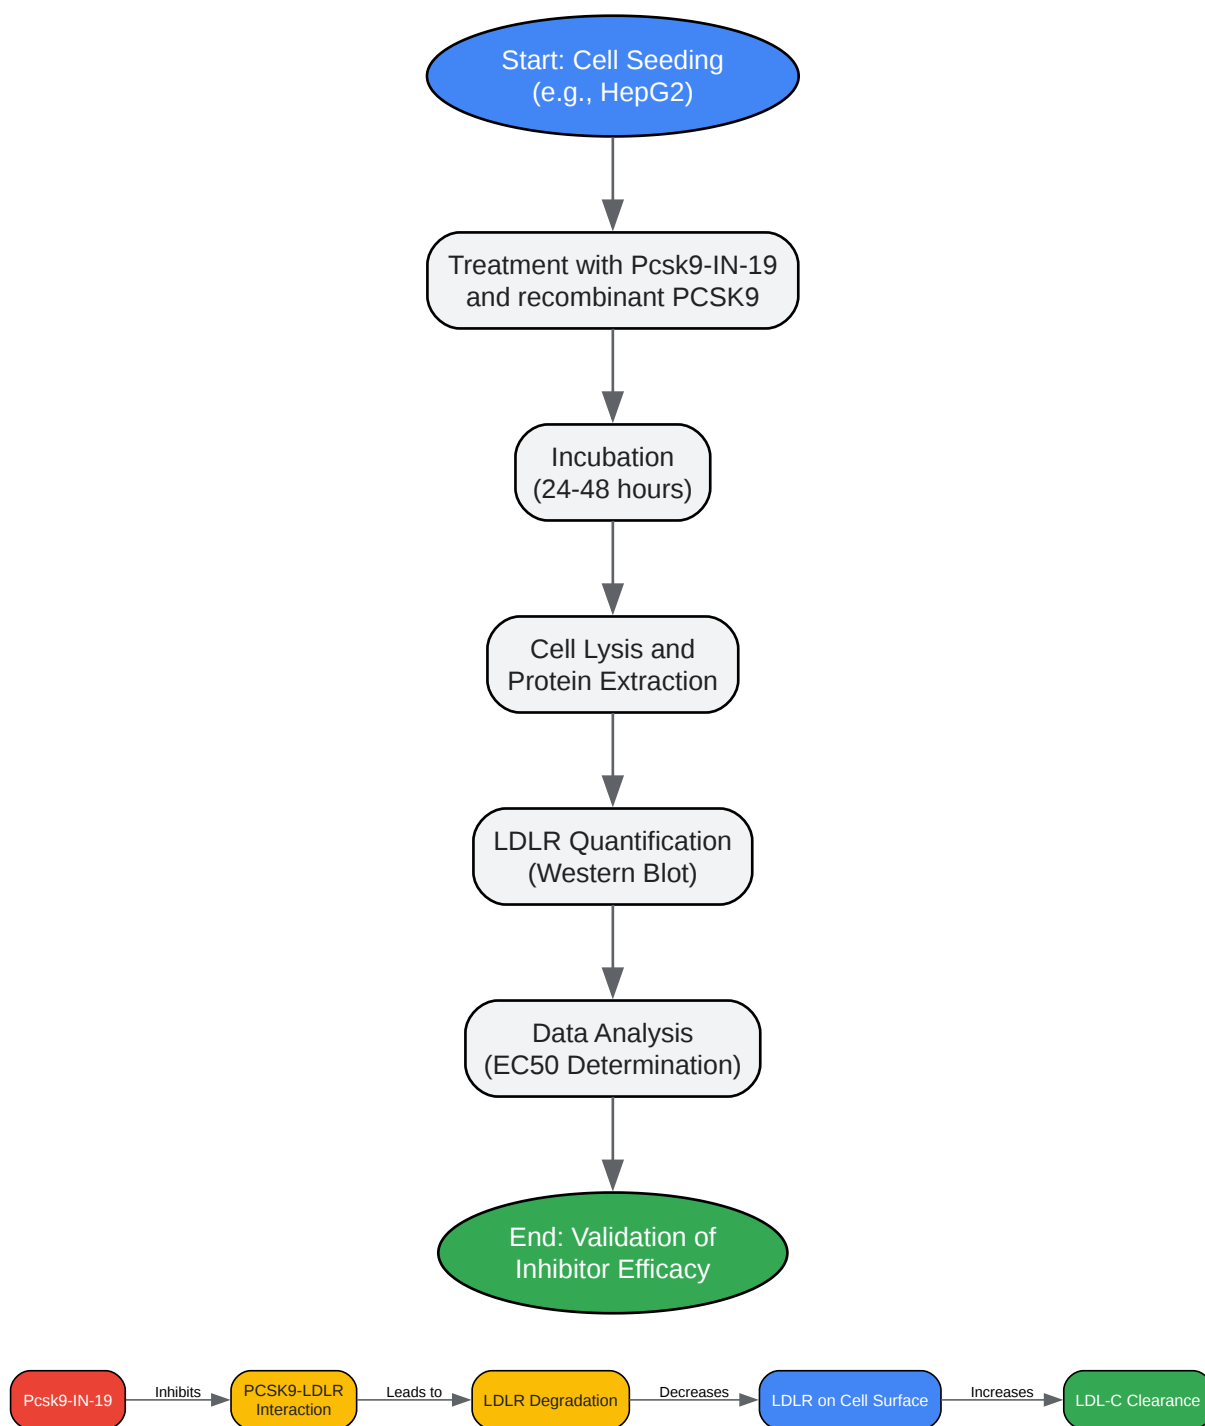 Start: Cell Seeding
(e.g., HepG2)
Treatment with Pcsk9-IN-19
and recombinant PCSK9
Incubation
(24-48 hours)
Cell Lysis and
Protein Extraction
LDLR Quantification
(Western Blot)
Data Analysis
(EC50 Determination)
End: Validation of
Inhibitor Efficacy
Pcsk9-IN-19
Inhibits
PCSK9-LDLR
Interaction
Leads to
LDLR Degradation
Decreases
LDLR on Cell Surface
Increases
LDL-C Clearance